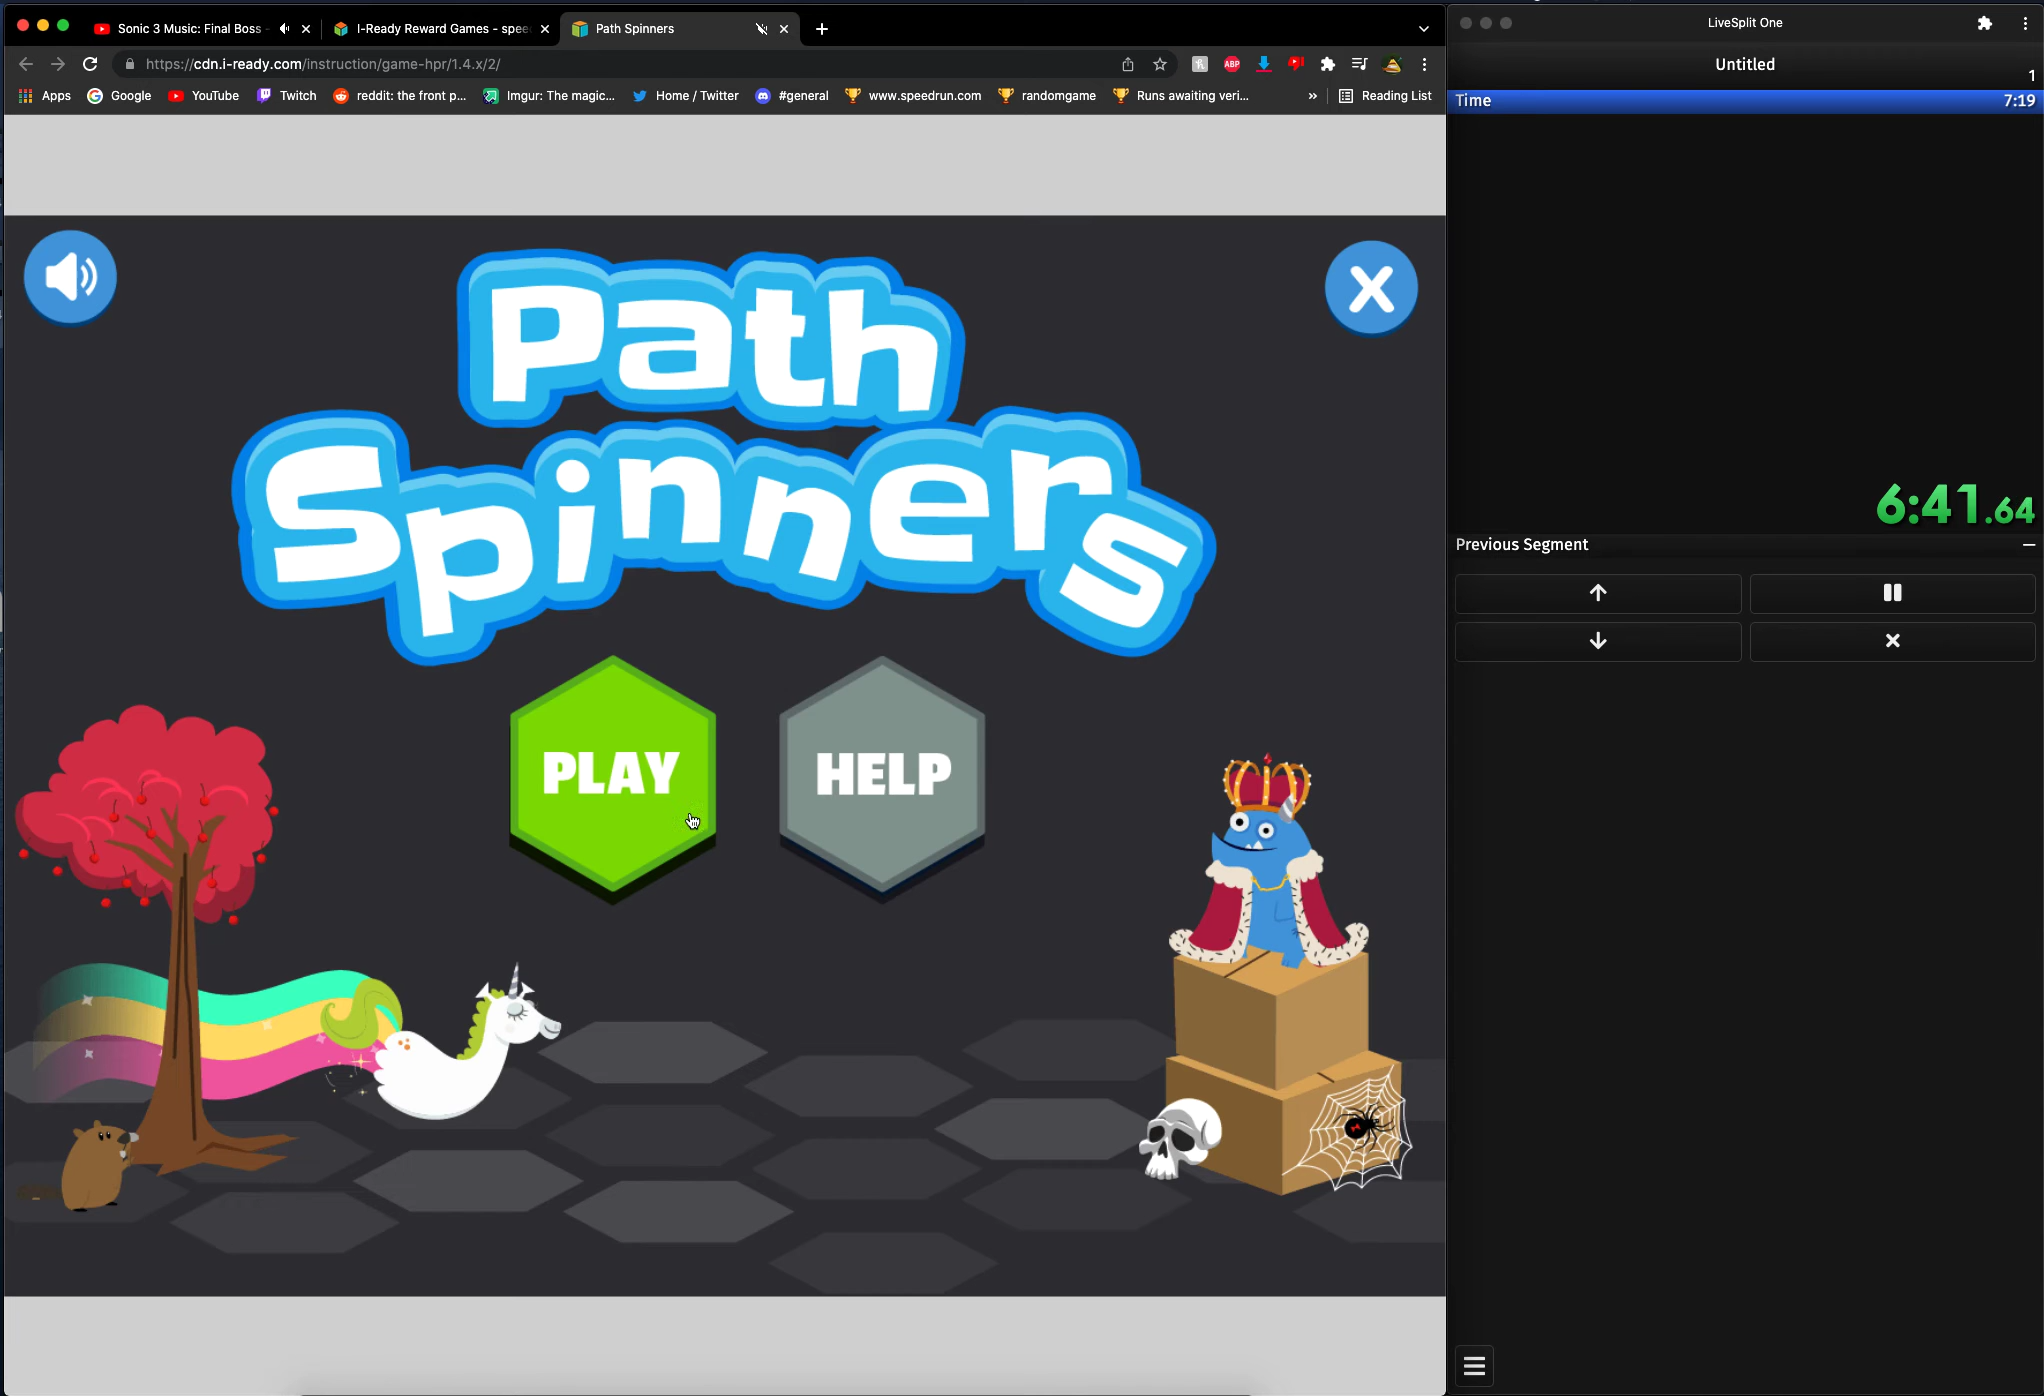 Sonic 3 Music: Final Boss -
I-Ready Reward Games - spee
Path Spinners
https://cdn.i-ready.com/instruction/game-hpr/1.4.x/2/
ABP
Apps
Google
YouTube
Twitch
reddit: the front p...
Imgur: The magic...
Home / Twitter
#general
www.speedrun.com
randomgame
Runs awaiting veri...
»
Reading List
Path
Spinners
PLAY
HELP
LiveSplit One
Untitled
1
Time 7:19
6:41.64
Previous Segment —